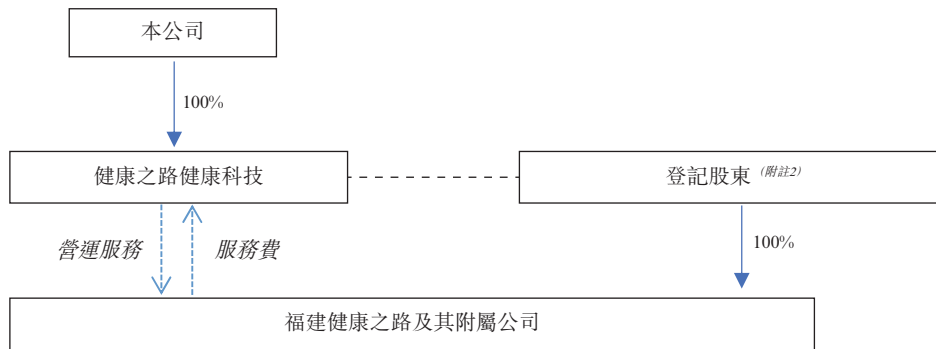 本公司
100%
健康之路健康科技
登記股東 (附註2)
營運服務
服務費
100%
福建健康之路及其附屬公司